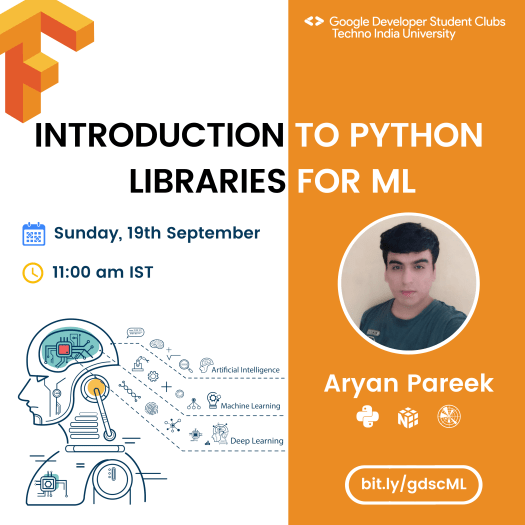 Google Developer Student Clubs
Techno India University
INTRODUCTION TO PYTHON
LIBRARIES FOR ML
Sunday, 19th September
11:00 am IST
Artificial Intelligence
Machine Learning
Deep Learning
Aryan Pareek
bit.ly/gdscML